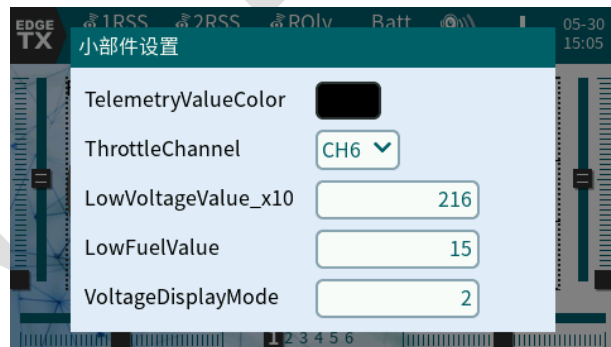 EDGE TX
1RSS 2RSS RQly Batt
05-30
15:05
小部件设置
TelemetryValueColor
ThrottleChannel CH6
LowVoltageValue_x10 216
LowFuelValue 15
VoltageDisplayMode 2
1 2 3 4 5 6